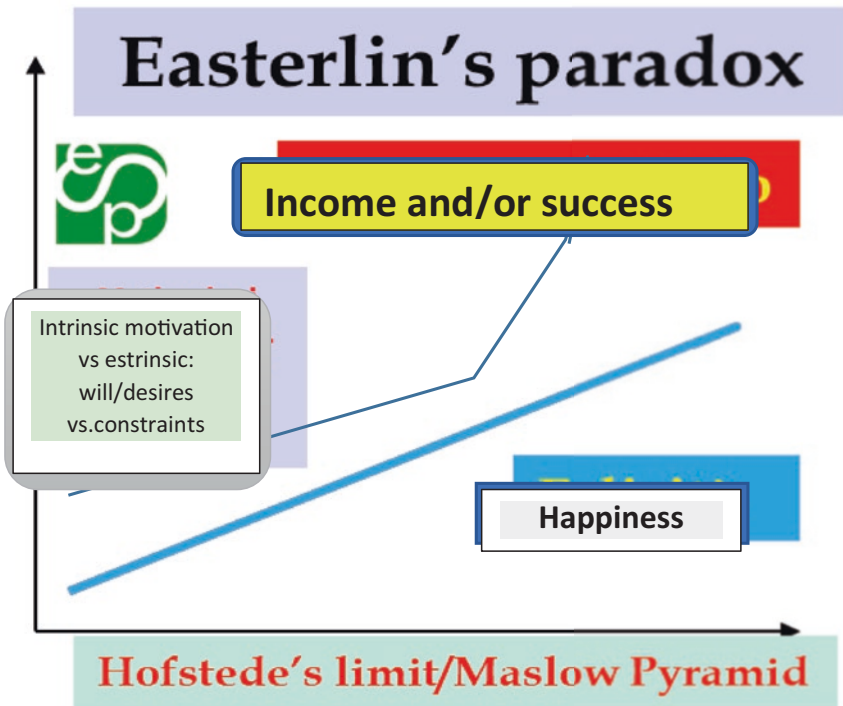 Easterlin's paradox
esp
Income and/or success
Intrinsic motivation
vs estrinsic:
will/desires
vs.constraints
Happiness
Hofstede's limit/Maslow Pyramid